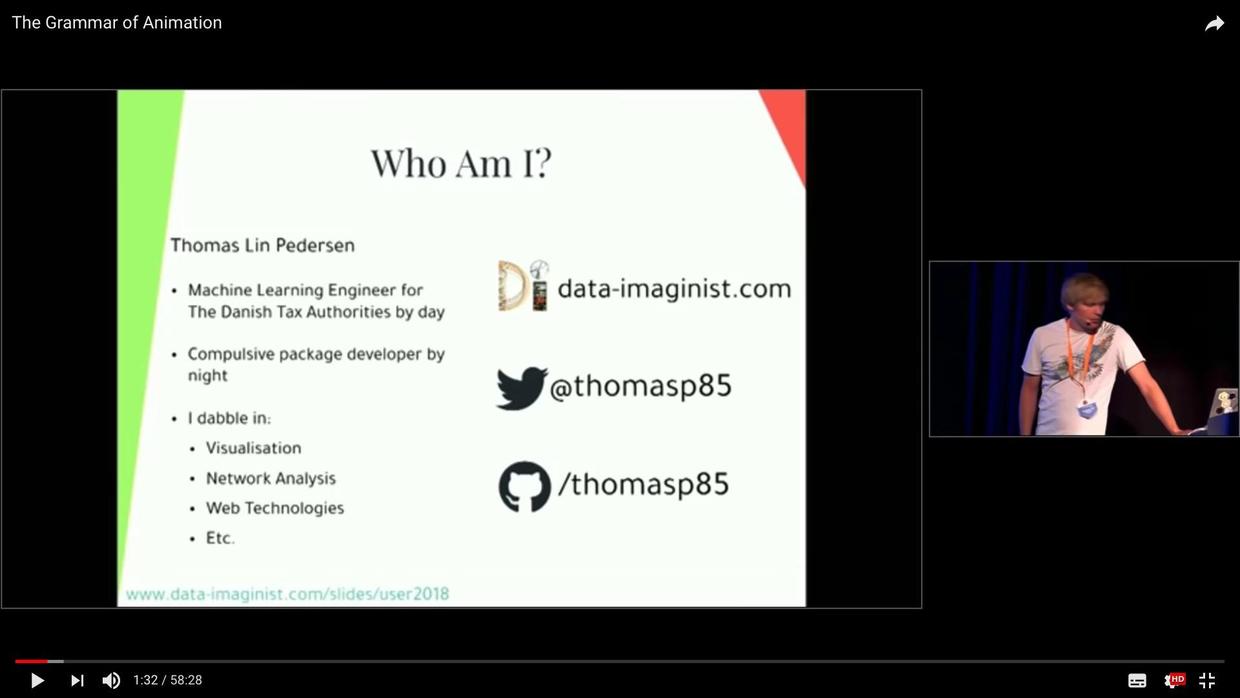 The Grammar of Animation
Who Am I?
Thomas Lin Pedersen
• Machine Learning Engineer for
The Danish Tax Authorities by day
• Compulsive package developer by
night
• I dabble in:
• Visualisation
• Network Analysis
• Web Technologies
• Etc.
Di data-imaginist.com
@thomasp85
/thomasp85
www.data-imaginist.com/slides/user2018
1:32 / 58:28
HD